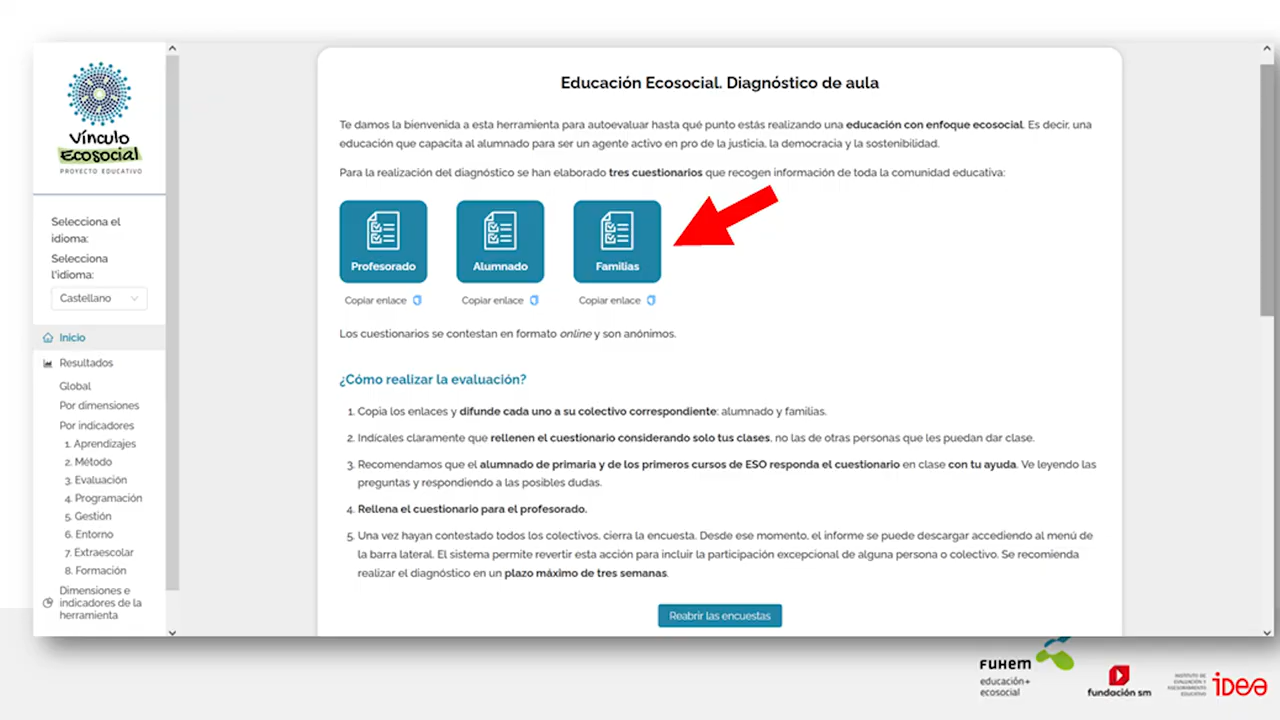 vínculo
Ecosocial
PROYECTO EDUCATIVO
Selecciona el
idioma:
Selecciona
l'idioma:
Castellano
Inicio
Resultados
Global
Por dimensiones
Por indicadores
1. Aprendizajes
2. Método
3. Evaluación
4. Programación
5. Gestión
6. Entorno
7. Extraescolar
8. Formación
Dimensiones e
indicadores de la
herramienta
Educación Ecosocial. Diagnóstico de aula
Te damos la bienvenida a esta herramienta para autoevaluar hasta qué punto estás realizando una educación con enfoque ecosocial. Es decir, una
educación que capacita al alumnado para ser un agente activo en pro de la justicia, la democracia y la sostenibilidad.
Para la realización del diagnóstico se han elaborado tres cuestionarios que recogen información de toda la comunidad educativa:
Profesorado Alumnado Familias
Copiar enlace Copiar enlace Copiar enlace
Los cuestionarios se contestan en formato online y son anónimos.
¿Cómo realizar la evaluación?
1. Copia los enlaces y difunde cada uno a su colectivo correspondiente: alumnado y familias.
2. Indícales claramente que rellenen el cuestionario considerando solo tus clases, no las de otras personas que les puedan dar clase.
3. Recomendamos que el alumnado de primaria y de los primeros cursos de ESO responda el cuestionario en clase con tu ayuda. Ve leyendo las
preguntas y respondiendo a las posibles dudas.
4. Rellena el cuestionario para el profesorado.
5. Una vez hayan contestado todos los colectivos, cierra la encuesta. Desde ese momento, el informe se puede descargar accediendo al menú de
la barra lateral. El sistema permite revertir esta acción para incluir la participación excepcional de alguna persona o colectivo. Se recomienda
realizar el diagnóstico en un plazo máximo de tres semanas.
Reabrir las encuestas
FUHEM
educación+
ecosocial
fundación sm
INSTITUTO DE
EVALUACIÓN Y
ASESORAMIENTO
EDUCATIVO
idea